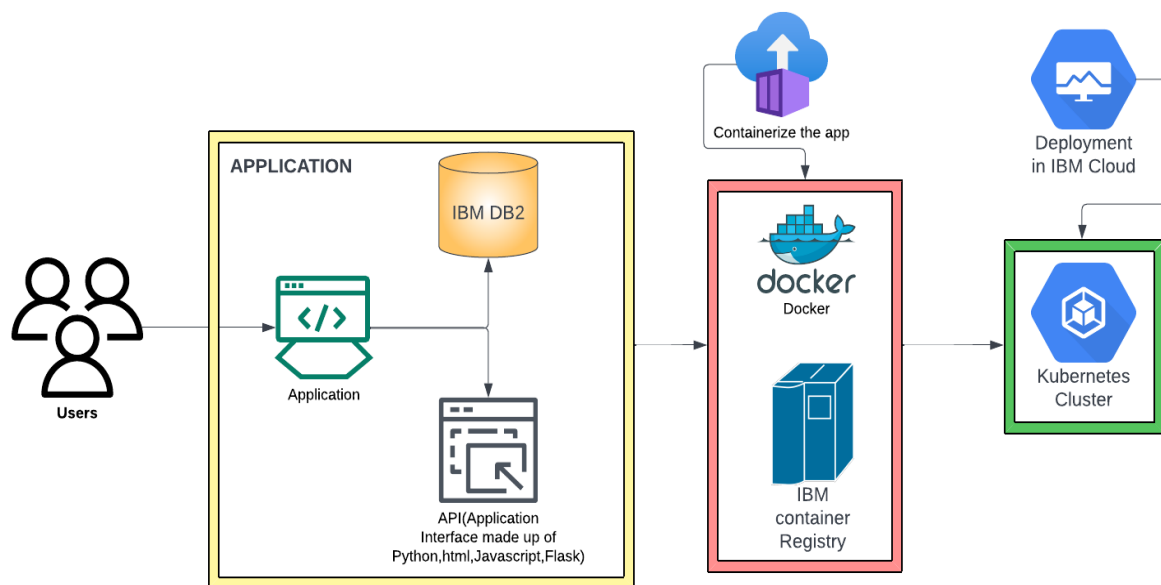 Containerize the app
Deployment
in IBM Cloud
APPLICATION
IBM DB2
</>
Application
Users
API(Application
Interface made up of
Python,html,Javascript,Flask)
docker
Docker
IBM
container
Registry
Kubernetes
Cluster